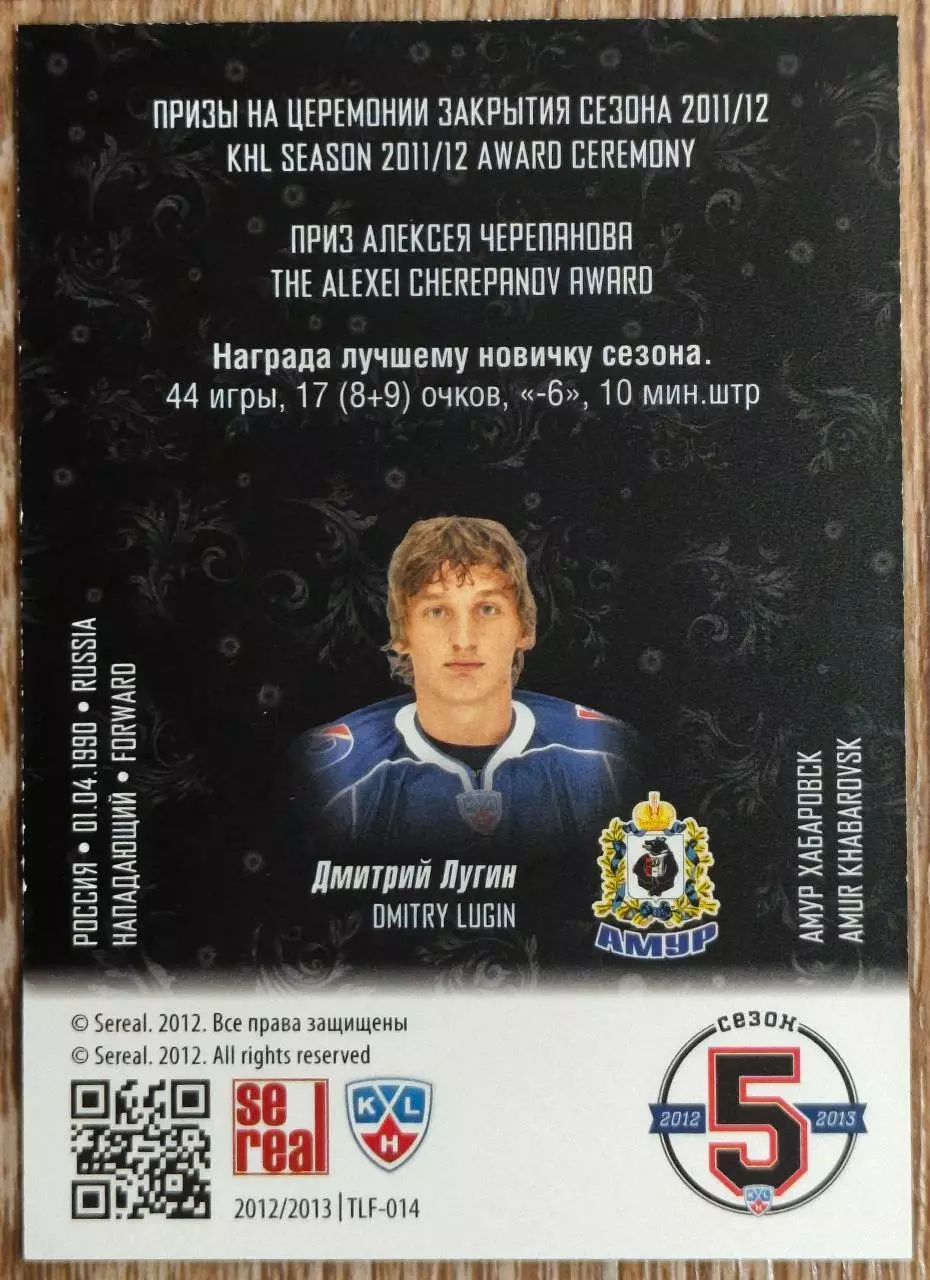 ПРИЗЫ НА ЦЕРЕМОНИИ ЗАКРЫТИЯ СЕЗОНА 2011/12
KHL SEASON 2011/12 AWARD CEREMONY
ПРИЗ АЛЕКСЕЯ ЧЕРЕПАНОВА
THE ALEXEI CHEREPANOV AWARD
Награда лучшему новичку сезона.
44 игры, 17 (8+9) очков, «-6», 10 мин.штр
РОССИЯ • 01.04.1990 • RUSSIA
НАПАДАЮЩИЙ • FORWARD
Дмитрий Лугин
DMITRY LUGIN
АМУР
АМУР ХАБАРОВСК
AMUR KHABAROVSK
© Sereal. 2012. Все права защищены
© Sereal. 2012. All rights reserved
se
real
KXL
H
2012/2013 | TLF-014
СЕЗОН
2012 5 2013
KXL
H